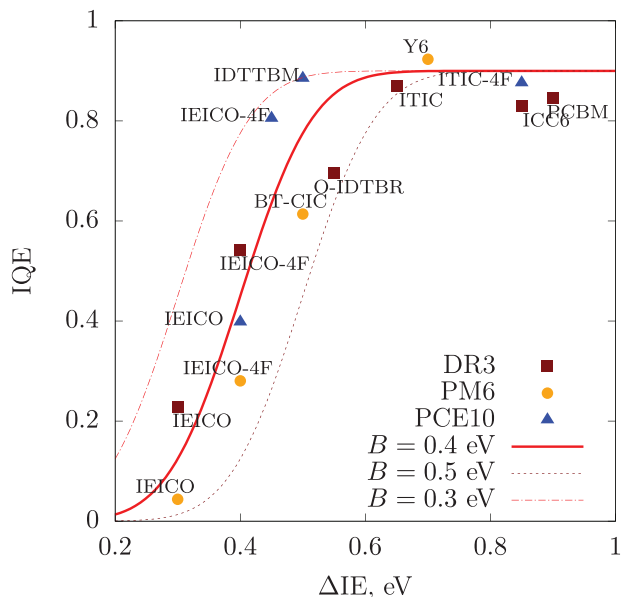 1
Y6
IDTTBM
ITIC-4F
0.8
ITIC
PCBM
IEICO-4F
ICC6
O-IDTBR
BT-CIC
0.6
IQE
IEICO-4F
0.4
IEICO
IEICO-4F
DR3
PM6
0.2
IEICO
PCE10
B = 0.4 eV
B = 0.5 eV
IEICO
B = 0.3 eV
0
0.2 0.4 0.6 0.8 1
ΔIE, eV